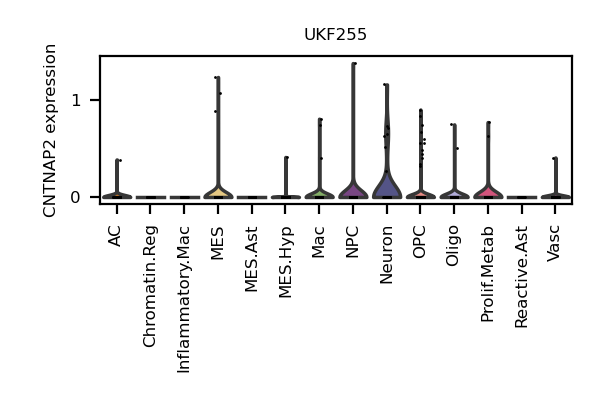 UKF255
CNTNAP2 expression
1
0
AC
Chromatin.Reg
Inflammatory.Mac
MES
MES.Ast
MES.Hyp
Mac
NPC
Neuron
OPC
Oligo
Prolif.Metab
Reactive.Ast
Vasc